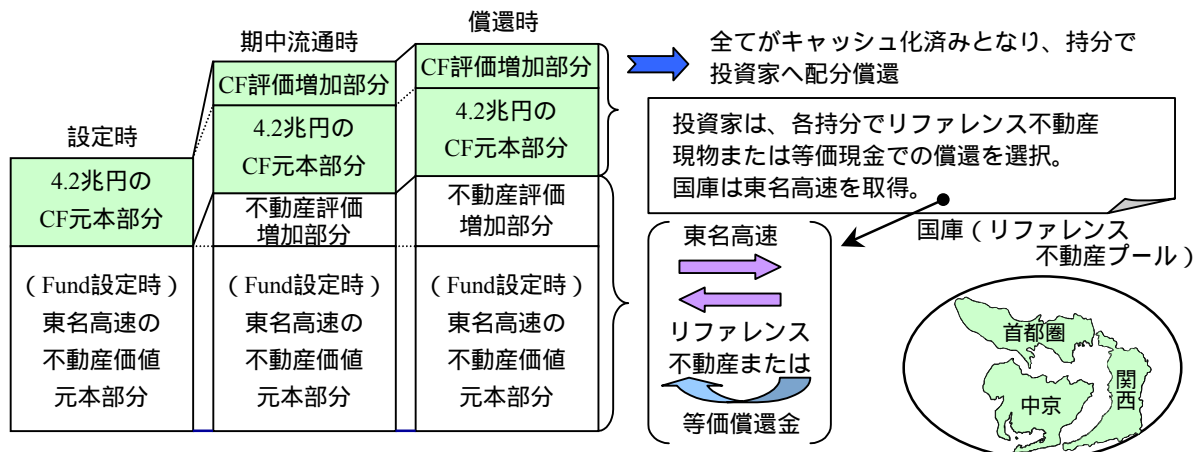 設定時
4.2兆円の
CF元本部分
(Fund設定時)
東名高速の
不動産価値
元本部分
期中流通時
CF評価増加部分
4.2兆円の
CF元本部分
不動産評価
増加部分
(Fund設定時)
東名高速の
不動産価値
元本部分
償還時
CF評価増加部分
4.2兆円の
CF元本部分
不動産評価
増加部分
(Fund設定時)
東名高速の
不動産価値
元本部分
全てがキャッシュ化済みとなり、持分で
投資家へ配分償還
投資家は、各持分でリファレンス不動産
現物または等価現金での償還を選択。
国庫は東名高速を取得。
東名高速
リファレンス
不動産または
等価償還金
国庫(リファレンス
不動産プール)
首都圏
中京
関西